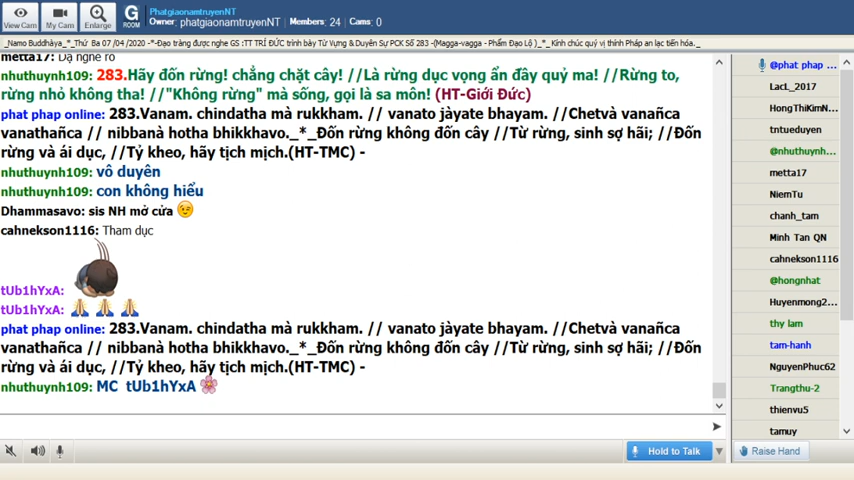 View Cam
My Cam
Enlarge
G
ROOM
PhatgiaonamtruyenNT
Owner: phatgiaonamtruyenNT | Members: 24 | Cams: 0
_Namo Buddhàya_*_Thứ Ba 07 /04 /2020 -*-Đạo tràng được nghe GS :TT TRÍ ĐỨC trình bày Từ Vựng & Duyên Sự PCK Số 283 -(Magga-vagga - Phẩm Đạo Lộ )_*_ Kính chúc quý vị thính Pháp an lạc tiến hóa._
metta17: Dạ nghe rõ
nhuthuynh109: 283.Hãy đốn rừng! chẳng chặt cây! //Là rừng dục vọng ẩn đầy quỷ ma! //Rừng to,
rừng nhỏ không tha! //"Không rừng" mà sống, gọi là sa môn! (HT-Giới Đức)
phat phap online: 283.Vanam. chindatha mà rukkham. // vanato jàyate bhayam. //Chetvà vanañca
vanathañca // nibbanà hotha bhikkhavo._*_Đốn rừng không đốn cây //Từ rừng, sinh sợ hãi; //Đốn
rừng và ái dục, //Tỷ kheo, hãy tịch mịch.(HT-TMC) -
nhuthuynh109: vô duyên
nhuthuynh109: con không hiểu
Dhammasavo: sis NH mở cửa
cahnekson1116: Tham dục
tUb1hYxA:
tUb1hYxA:
phat phap online: 283.Vanam. chindatha mà rukkham. // vanato jàyate bhayam. //Chetvà vanañca
vanathañca // nibbanà hotha bhikkhavo._*_Đốn rừng không đốn cây //Từ rừng, sinh sợ hãi; //Đốn
rừng và ái dục, //Tỷ kheo, hãy tịch mịch.(HT-TMC) -
nhuthuynh109: MC tUb1hYxA
Hold to Talk
@phat phap ...
LacL_2017
HongThiKimN...
tntueduyen
@nhuthuynh...
metta17
NiemTu
chanh_tam
Minh Tan QN
cahnekson1116
@hongnhat
Huyenmong2...
thy lam
tam-hanh
NguyenPhuc62
Trangthu-2
thienvu5
tamuy
Raise Hand